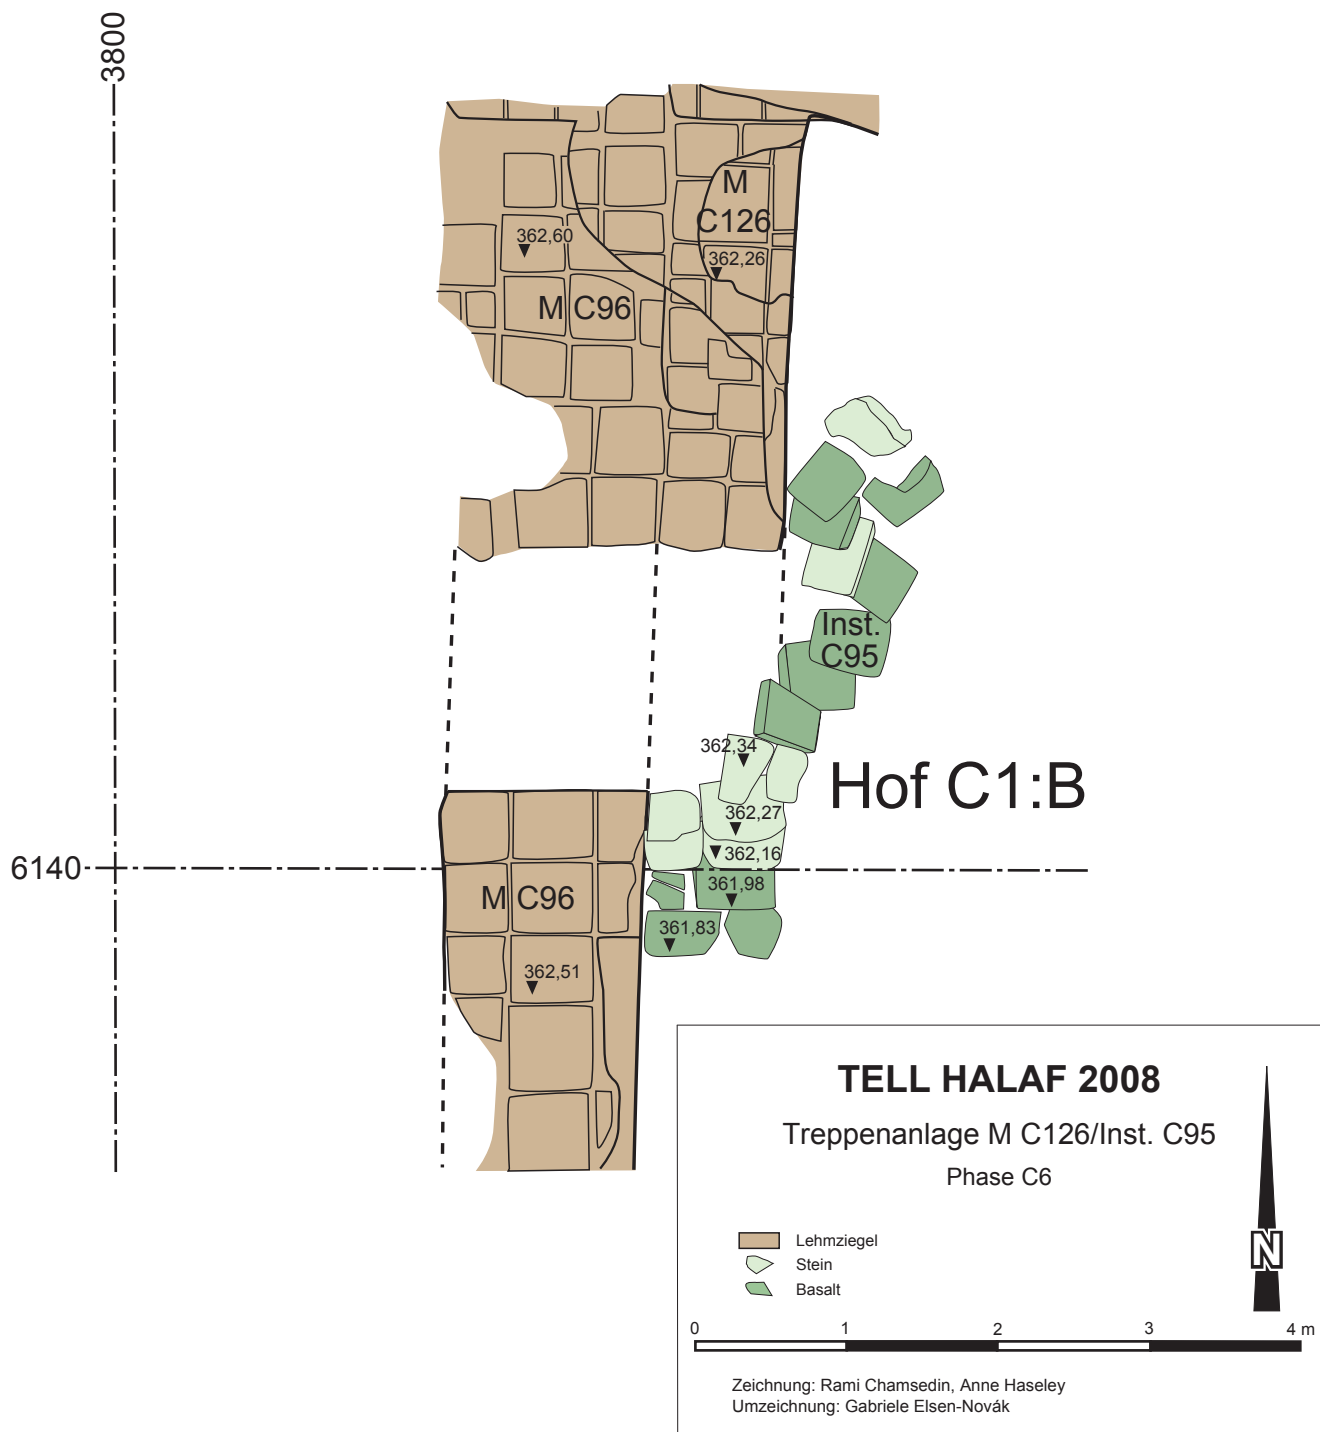 3800
M
C126
362,60
362,26
M C96
Inst.
C95
362,34
Hof C1:B
362,27
362,16
6140
361,98
M C96
361,83
362,51
TELL HALAF 2008
Treppenanlage M C126/Inst. C95
Phase C6
Lehmziegel
Stein
Basalt
N
0 1 2 3 4 m
Zeichnung: Rami Chamsedin, Anne Haseley
Umzeichnung: Gabriele Elsen-Novák